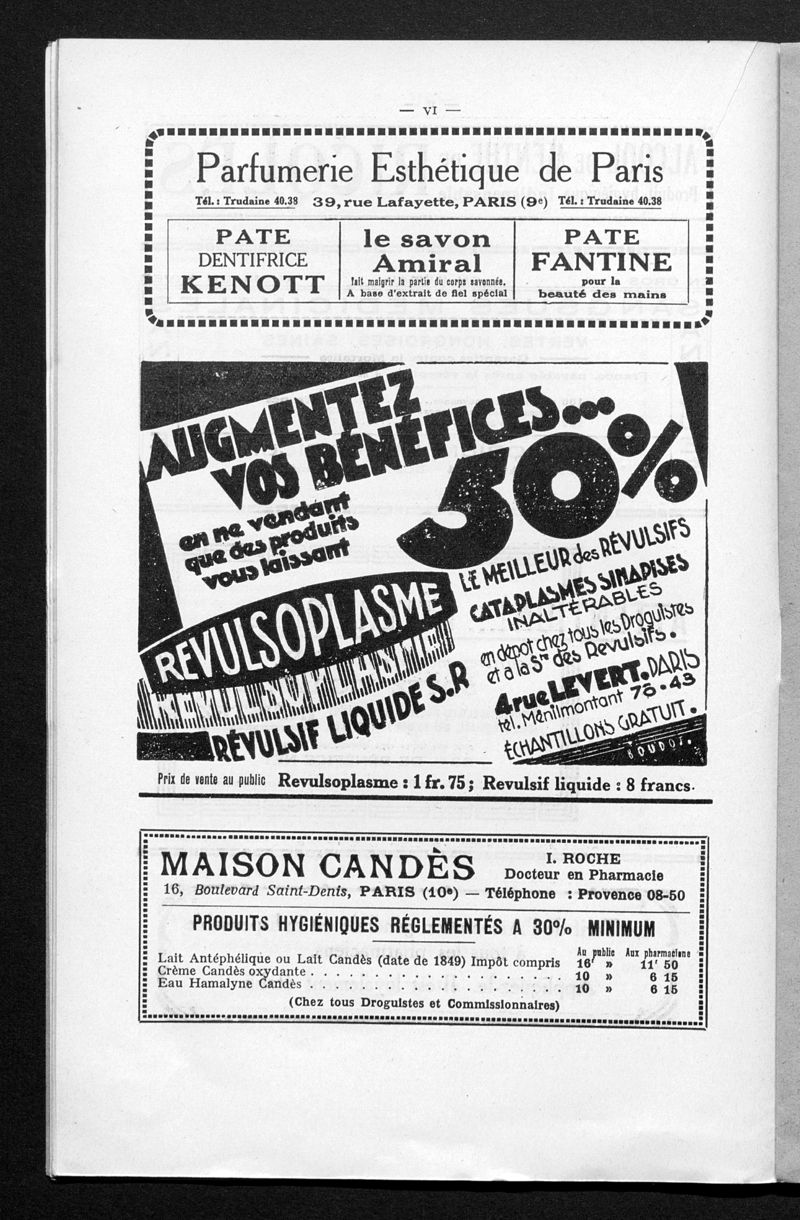 — VI —
Parfumerie Esthétique de Paris
Tél. : Trudaine 40.38 39, rue Lafayette, PARIS (9e) Tél. : Trudaine 40.38
PATE
DENTIFRICE
KENOTT
le savon
Amiral
fait maigrir la partie du corps savonnée.
A base d'extrait de fiel spécial
PATE
FANTINE
pour la
beauté des mains
AUGMENTEZ
VOS BÉNÉFICES...
en ne vendant
que des produits
vous laissant
50%
LE MEILLEUR des RÉVULSIFS
CATAPLASMES SINAPISES
INALTÉRABLES
en dépot chez tous les Droguistes
et a la Sté des Revulsifs.
4 rue LEVERT. PARIS
tel. Ménilmontant 76-43
ÉCHANTILLONS GRATUIT.
BOUDOT.
REVULSOPLASME
REVULSOPLASME
RÉVULSIF LIQUIDE S.R
Prix de vente au public Revulsoplasme : 1 fr. 75 ; Revulsif liquide : 8 francs.
MAISON CANDÈS
I. ROCHE
Docteur en Pharmacie
16, Boulevard Saint-Denis, PARIS (10e) — Téléphone : Provence 08-50
PRODUITS HYGIÉNIQUES RÉGLEMENTÉS A 30% MINIMUM
Au public Aux pharmaciens
Lait Antéphélique ou Lait Candès (date de 1849) Impôt compris 16f » 11f 50
Crème Candès oxydante . . . . . . . . . . . . . . . . . . . . 10 » 6 15
Eau Hamalyne Candès . . . . . . . . . . . . . . . . . . . . 10 » 6 15
(Chez tous Droguistes et Commissionnaires)